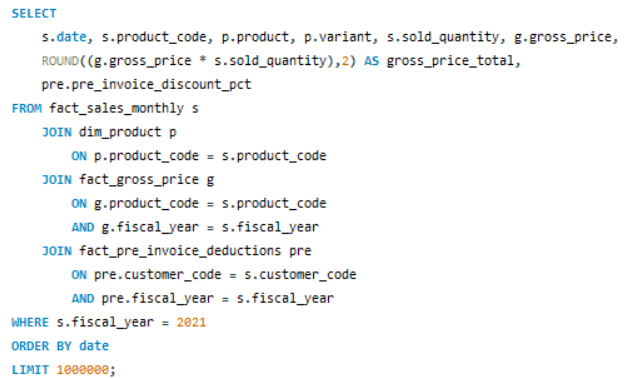 SELECT
    s.date, s.product_code, p.product, p.variant, s.sold_quantity, g.gross_price,
    ROUND((g.gross_price * s.sold_quantity),2) AS gross_price_total,
    pre.pre_invoice_discount_pct
FROM fact_sales_monthly s
    JOIN dim_product p
        ON p.product_code = s.product_code
    JOIN fact_gross_price g
        ON g.product_code = s.product_code
        AND g.fiscal_year = s.fiscal_year
    JOIN fact_pre_invoice_deductions pre
        ON pre.customer_code = s.customer_code
        AND pre.fiscal_year = s.fiscal_year
WHERE s.fiscal_year = 2021
ORDER BY date
LIMIT 1000000;